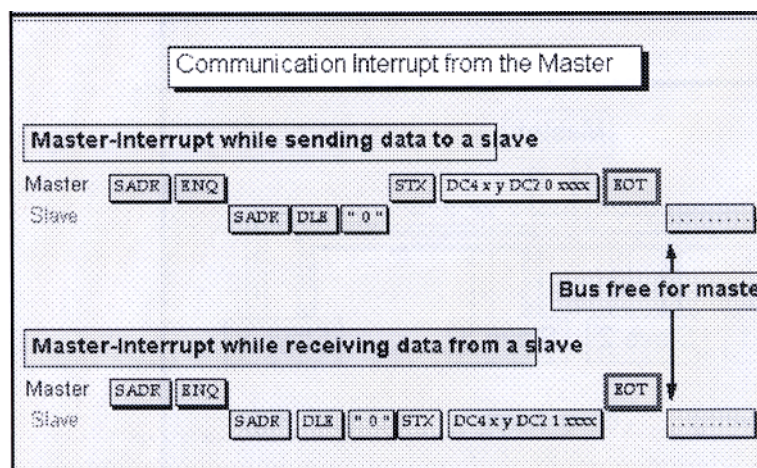 Communication Interrupt from the Master
Master-Interrupt while sending data to a slave
Master SADR ENQ STX DC4 x y DC2 0 xxxx EOT
Slave SADR DLE " 0 " .........
Bus free for maste
Master-Interrupt while receiving data from a slave
Master SADR ENQ EOT
Slave SADR DLE " 0 " STX DC4 x y DC2 1 xxxx .........